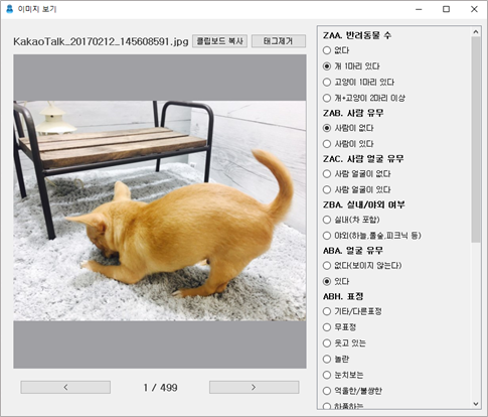 이미지 보기
KakaoTalk_20170212_145608591.jpg
클립보드 복사
태그제거
< 1 / 499 >
ZAA. 반려동물 수
없다
개 1마리 있다
고양이 1마리 있다
개+고양이 2마리 이상
ZAB. 사람 유무
사람이 없다
사람이 있다
ZAC. 사람 얼굴 유무
사람 얼굴이 없다
사람 얼굴이 있다
ZBA. 실내/야외 여부
실내(차 포함)
야외(하늘,풀숲,피크닉 등)
ABA. 얼굴 유무
없다(보이지 않는다)
있다
ABH. 표정
기타/다른표정
무표정
웃고 있는
놀란
눈치보는
억울한/불쌍한